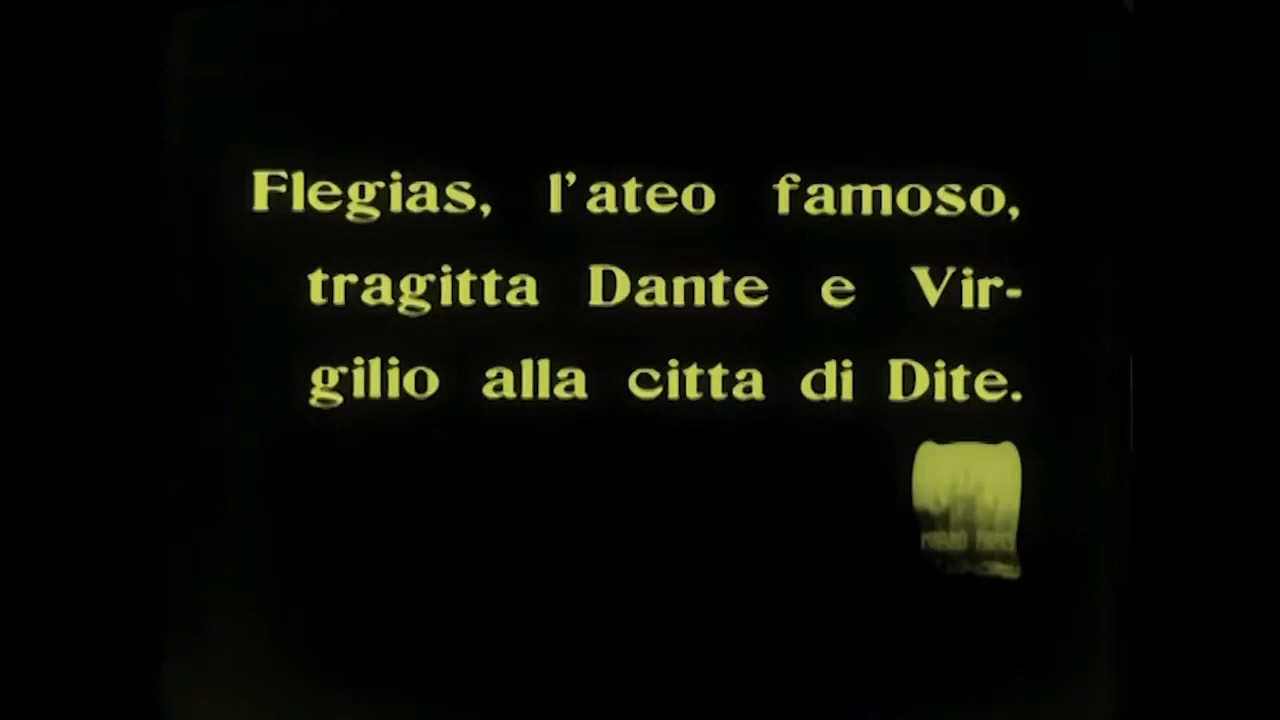 Flegias, l'ateo famoso,
tragitta Dante e Vir-
gilio alla citta di Dite.